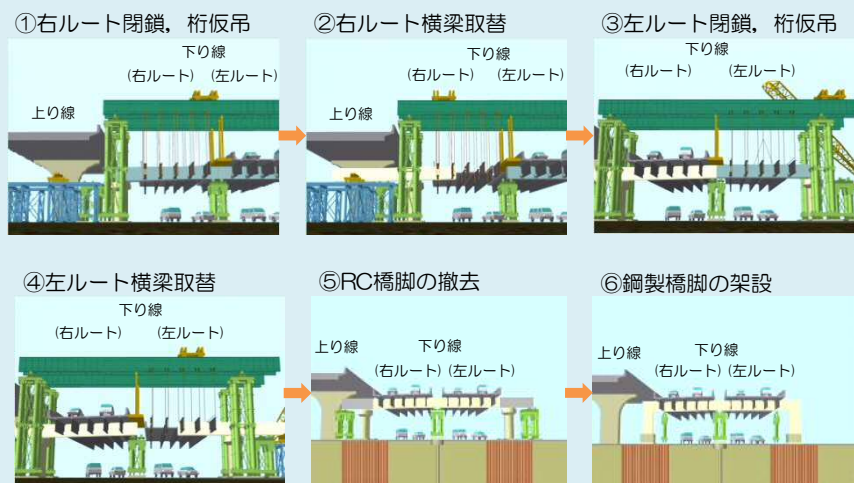 ①右ルート閉鎖，桁仮吊
下り線
(右ルート) (左ルート)
上り線
②右ルート横梁取替
下り線
(右ルート) (左ルート)
上り線
③左ルート閉鎖，桁仮吊
下り線
(右ルート) (左ルート)
④左ルート横梁取替
下り線
(右ルート) (左ルート)
⑤RC橋脚の撤去
上り線 下り線
(右ルート) (左ルート)
⑥鋼製橋脚の架設
上り線 下り線
(右ルート) (左ルート)